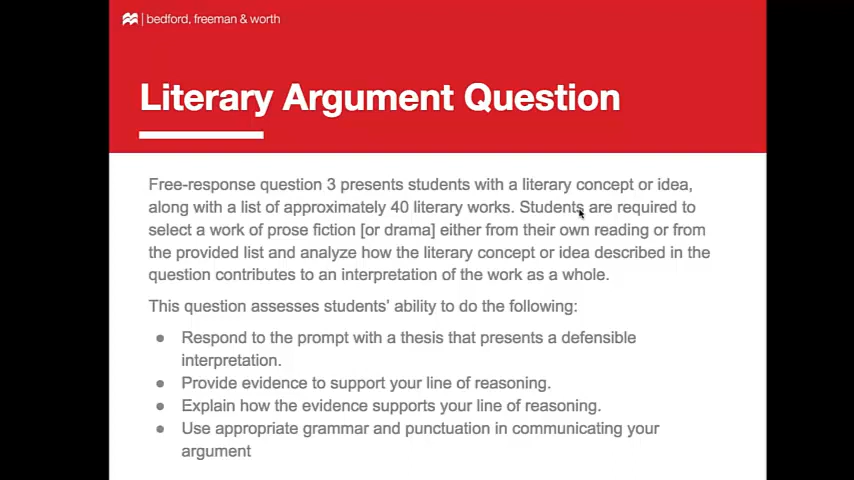 bedford, freeman & worth
Literary Argument Question
Free-response question 3 presents students with a literary concept or idea,
along with a list of approximately 40 literary works. Students are required to
select a work of prose fiction [or drama] either from their own reading or from
the provided list and analyze how the literary concept or idea described in the
question contributes to an interpretation of the work as a whole.
This question assesses students' ability to do the following:
● Respond to the prompt with a thesis that presents a defensible
interpretation.
● Provide evidence to support your line of reasoning.
● Explain how the evidence supports your line of reasoning.
● Use appropriate grammar and punctuation in communicating your
argument